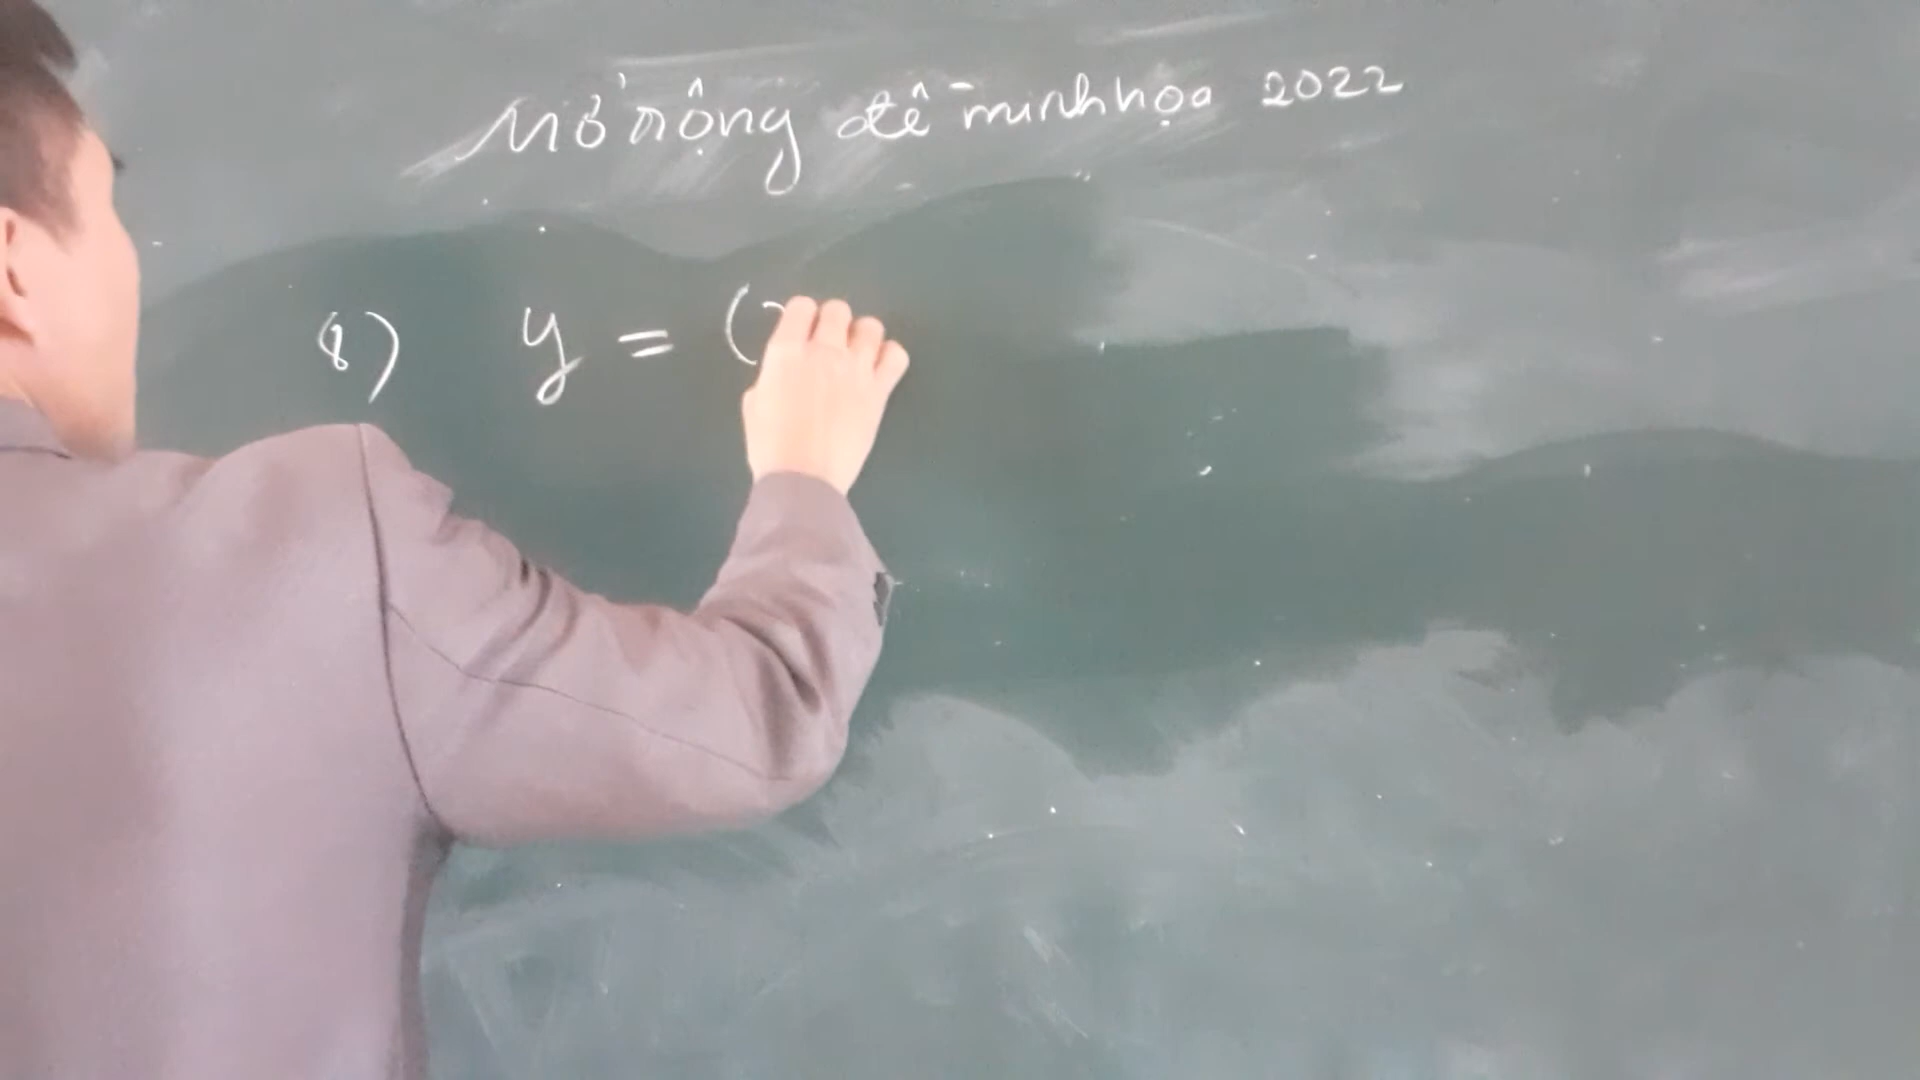 Mở rộng đề minh họa 2022
8) y = (